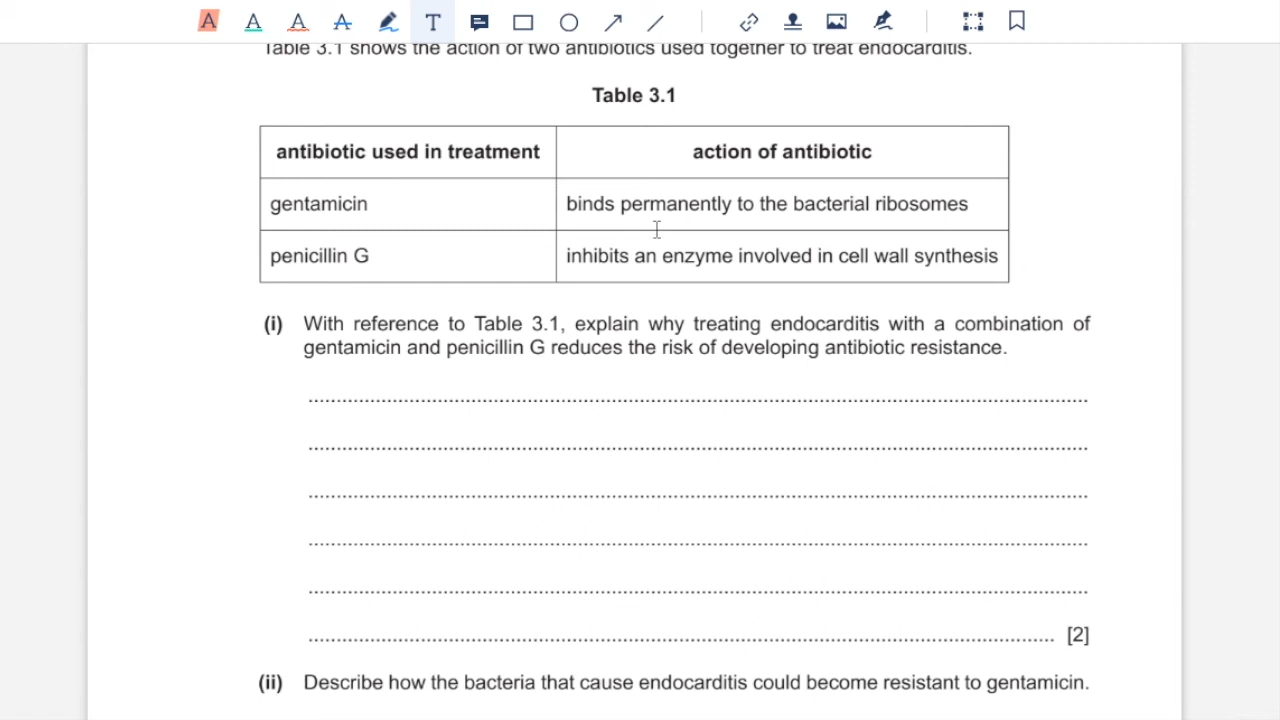 Table 3.1 shows the action of two antibiotics used together to treat endocarditis.
Table 3.1
antibiotic used in treatment action of antibiotic
gentamicin binds permanently to the bacterial ribosomes
penicillin G inhibits an enzyme involved in cell wall synthesis
(i) With reference to Table 3.1, explain why treating endocarditis with a combination of
gentamicin and penicillin G reduces the risk of developing antibiotic resistance.
[2]
(ii) Describe how the bacteria that cause endocarditis could become resistant to gentamicin.